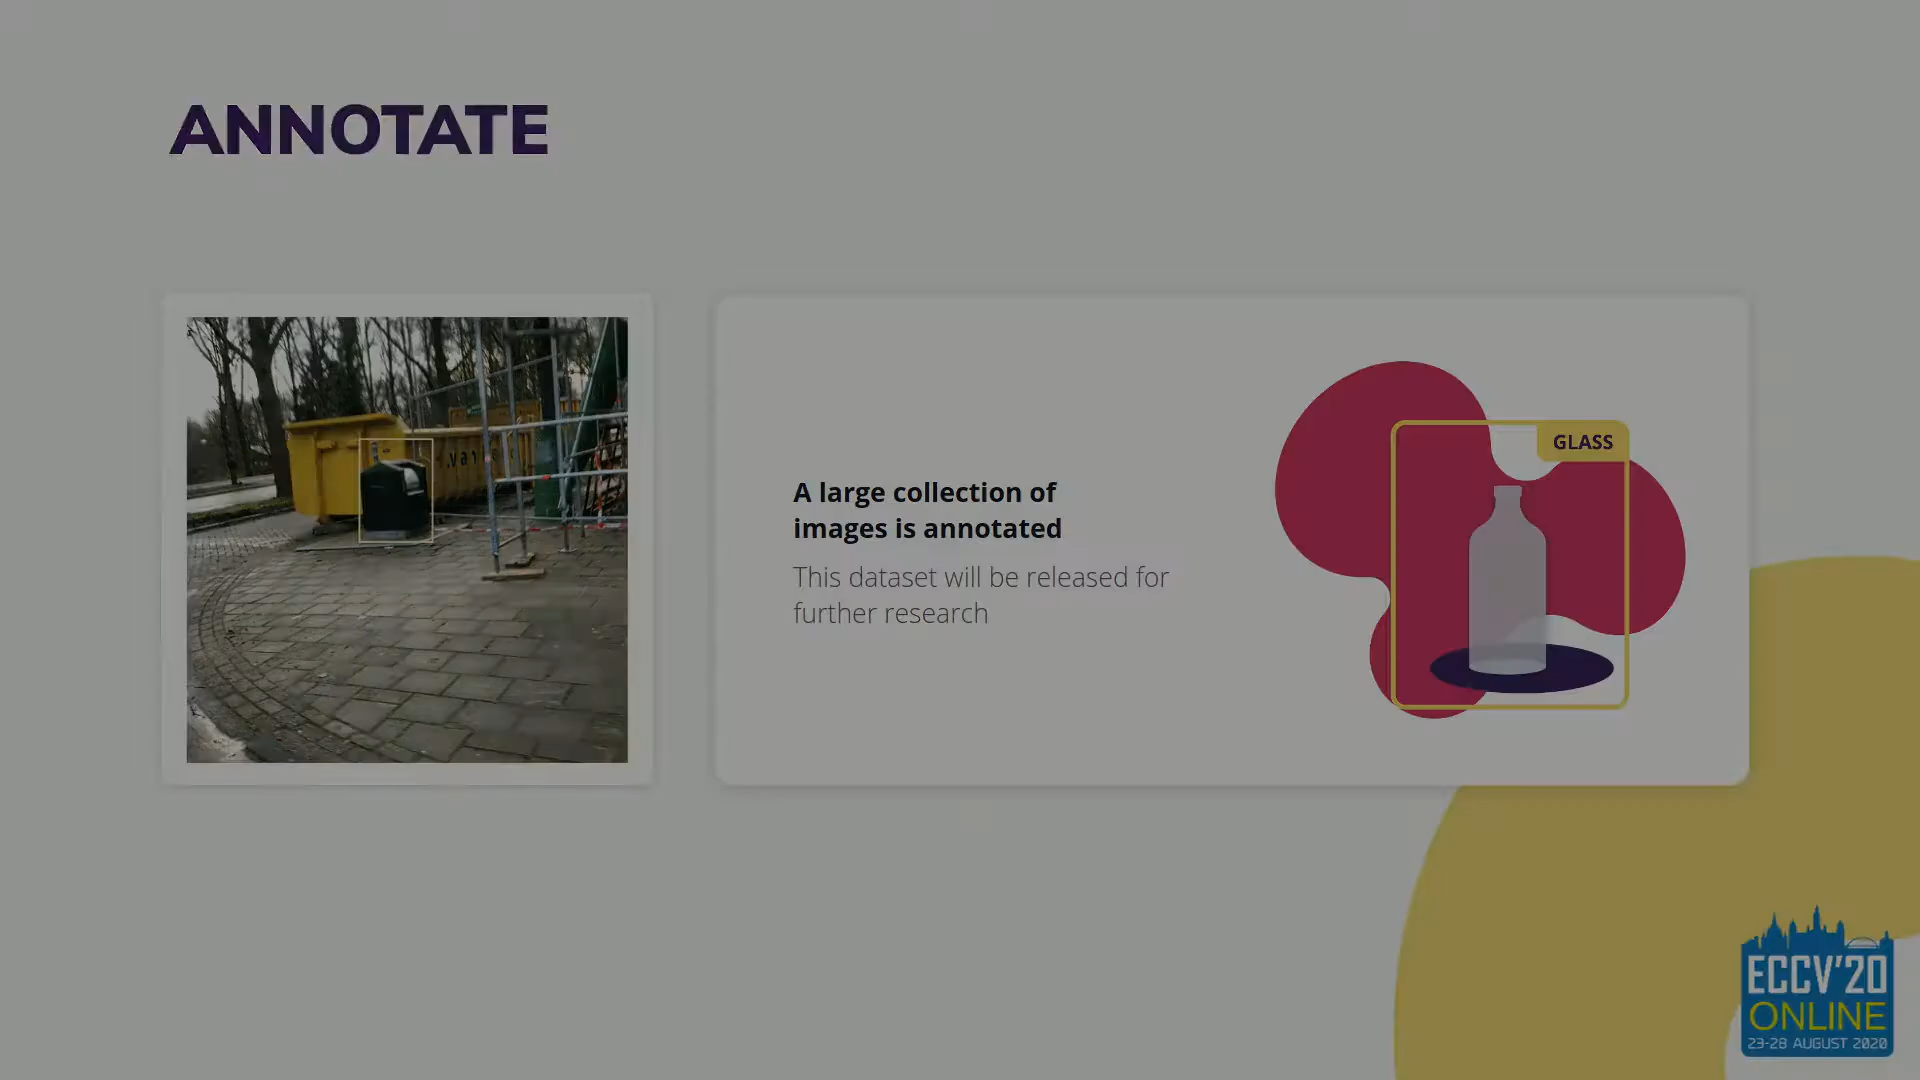 ANNOTATE
A large collection of
images is annotated
This dataset will be released for
further research
GLASS
ECCV'20
ONLINE
23-28 AUGUST 2020